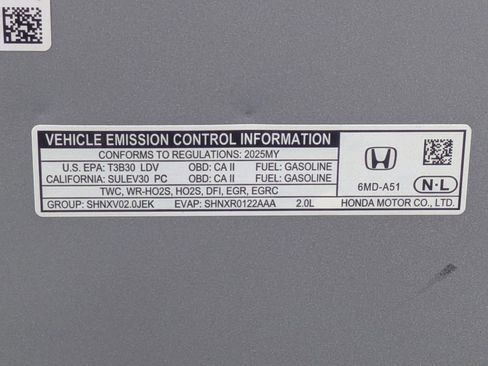 VEHICLE EMISSION CONTROL INFORMATION
CONFORMS TO REGULATIONS: 2025MY
U.S. EPA: T3B30 LDV OBD: CA II FUEL: GASOLINE
CALIFORNIA: SULEV30 PC OBD: CA II FUEL: GASOLINE
TWC, WR-HO2S, HO2S, DFI, EGR, EGRC
GROUP: SHNXV02.0JEK EVAP: SHNXR0122AAA 2.0L
6MD-A51
N-L
HONDA MOTOR CO., LTD.